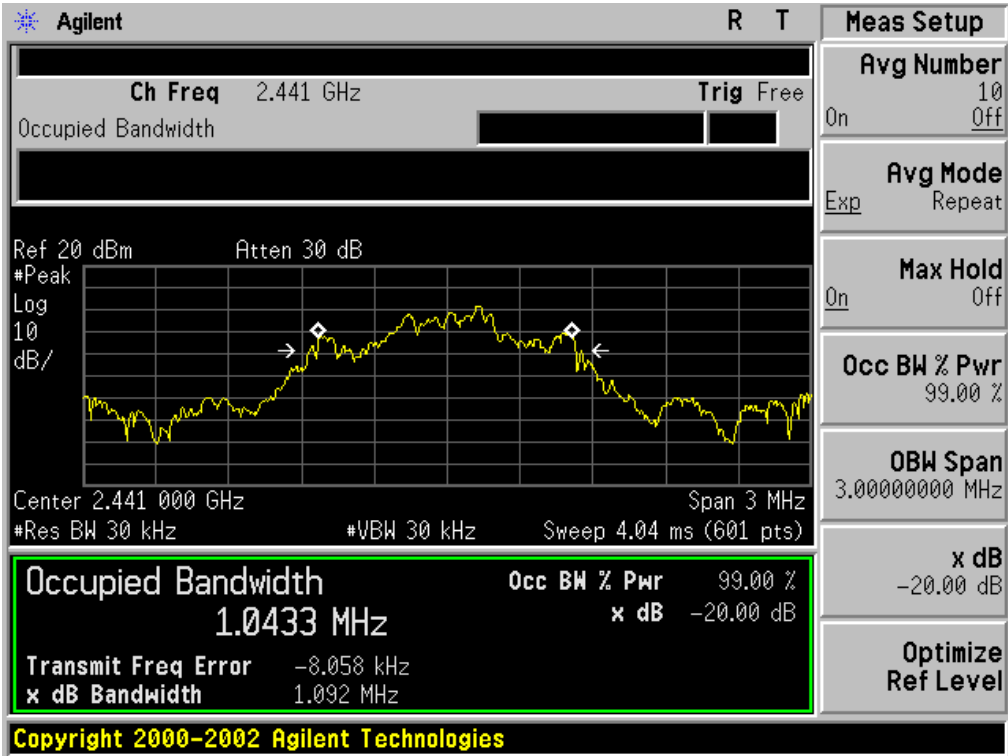 Agilent R T
Ch Freq 2.441 GHz Trig Free
Occupied Bandwidth
Ref 20 dBm Atten 30 dB
#Peak
Log
10
dB/
Center 2.441 000 GHz Span 3 MHz
#Res BW 30 kHz #VBW 30 kHz Sweep 4.04 ms (601 pts)
Occupied Bandwidth Occ BW % Pwr 99.00 %
1.0433 MHz x dB -20.00 dB
Transmit Freq Error -8.058 kHz
x dB Bandwidth 1.092 MHz
Copyright 2000-2002 Agilent Technologies
Meas Setup
Avg Number
10
On Off
Avg Mode
Exp Repeat
Max Hold
On Off
Occ BW % Pwr
99.00 %
OBW Span
3.00000000 MHz
x dB
-20.00 dB
Optimize
Ref Level